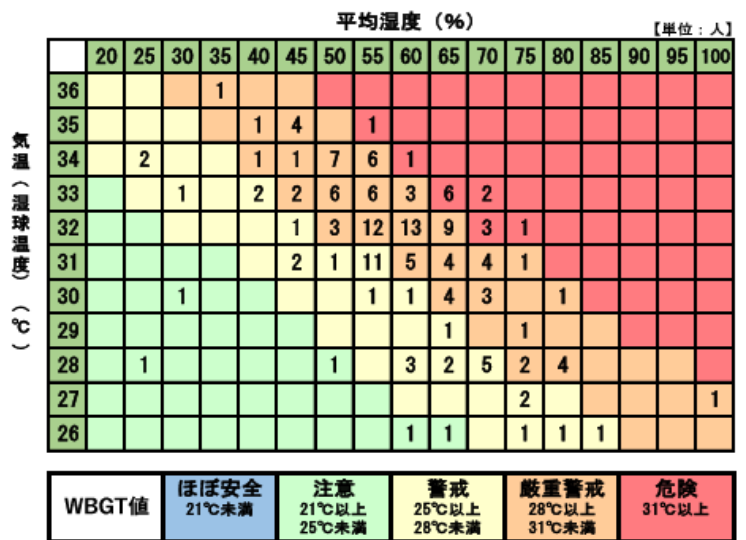 平均湿度（%）
【単位：人】
20 25 30 35 40 45 50 55 60 65 70 75 80 85 90 95 100
気温（湿球温度）（℃）
36 1
35 1 4 1
34 2 1 1 7 6 1
33 1 2 2 6 6 3 6 2
32 1 3 12 13 9 3 1
31 2 1 11 5 4 4 1
30 1 1 1 4 3 1
29 1 1
28 1 1 3 2 5 2 4
27 2 1
26 1 1 1 1 1
WBGT値 ほぼ安全 注意 警戒 厳重警戒 危険
21℃未満 21℃以上 25℃以上 28℃以上 31℃以上
25℃未満 28℃未満 31℃未満